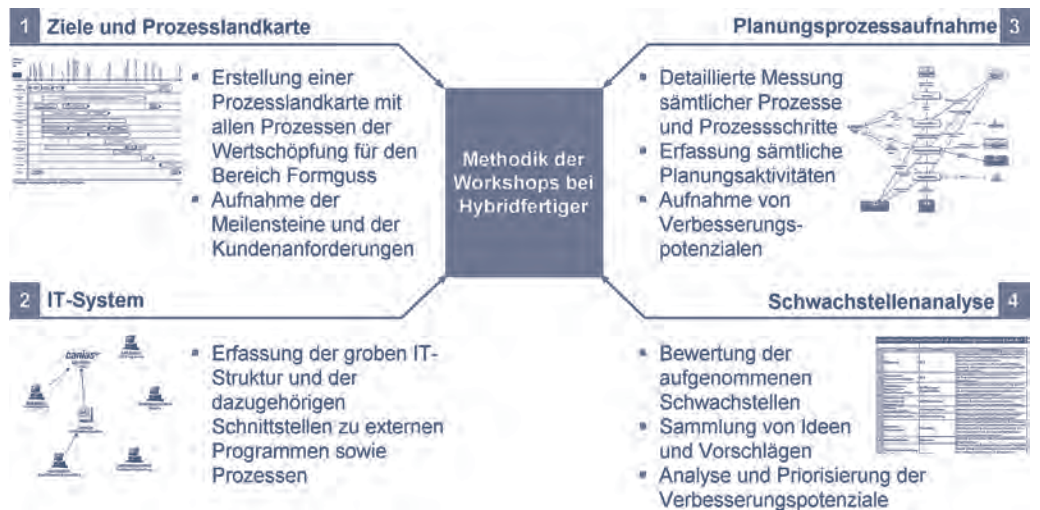 1 Ziele und Prozesslandkarte
Erstellung einer
Prozesslandkarte mit
allen Prozessen der
Wertschöpfung für den
Bereich Formguss
Aufnahme der
Meilensteine und der
Kundenanforderungen
2 IT-System
canias
Erfassung der groben IT-
Struktur und der
dazugehörigen
Schnittstellen zu externen
Programmen sowie
Prozessen
Methodik der
Workshops bei
Hybridfertiger
Planungsprozessaufnahme 3
Detaillierte Messung
sämtlicher Prozesse
und Prozessschritte
Erfassung sämtliche
Planungsaktivitäten
Aufnahme von
Verbesserungs-
potenzialen
Schwachstellenanalyse 4
Bewertung der
aufgenommenen
Schwachstellen
Sammlung von Ideen
und Vorschlägen
Analyse und Priorisierung der
Verbesserungspotenziale